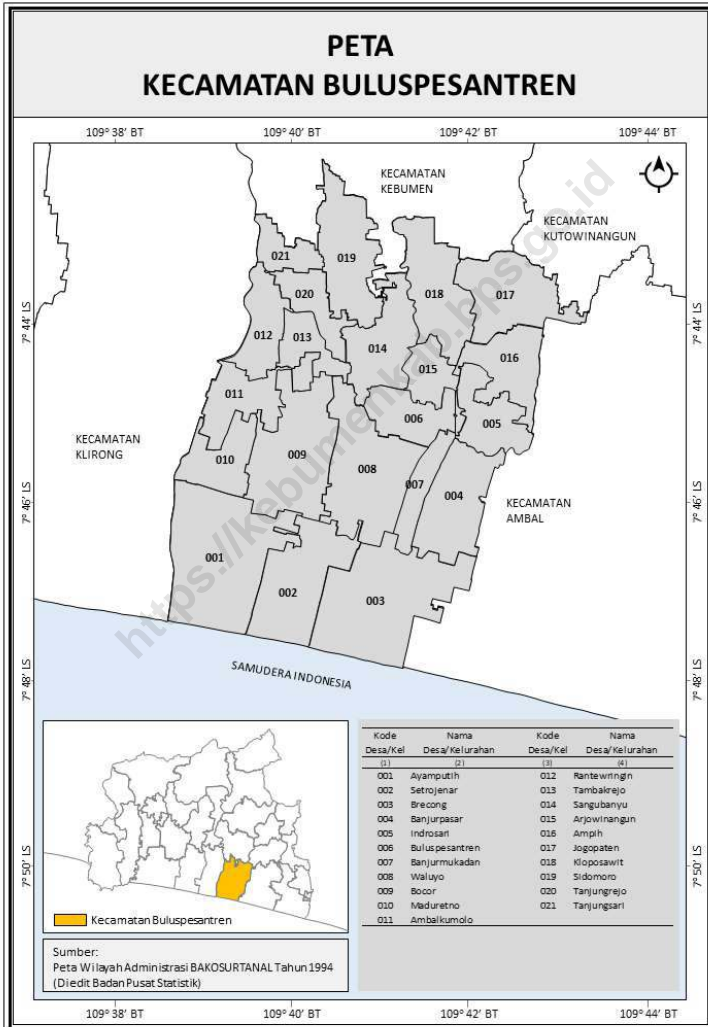 PETA
KECAMATAN BULUSPESANTREN
109° 38' BT 109° 40' BT 109° 42' BT 109° 44' BT
KECAMATAN
KEBUMEN
KECAMATAN
KUTOWINANGUN
021
019
020
018
017
7° 44' LS
7° 44' LS
012
013
014
016
015
011
006
005
KECAMATAN
KLIRONG
010
009
008
007
004
KECAMATAN
AMBAL
7° 46' LS
7° 46' LS
001
002
003
https://kebumenkab.bps.go.id
SAMUDERA INDONESIA
7° 48' LS
7° 48' LS
Kode Nama Kode Nama
Desa/Kel Desa/Kelurahan Desa/Kel Desa/Kelurahan
(1) (2) (3) (4)
001 Ayamputih 012 Rantewringin
002 Setrojenar 013 Tambakrejo
003 Brecong 014 Sangubanyu
004 Banjurpasar 015 Arjowinangun
005 Indrosari 016 Ampih
006 Buluspesantren 017 Jogopaten
007 Banjurmukadan 018 Kloposawit
008 Waluyo 019 Sidomoro
009 Bocor 020 Tanjungrejo
010 Maduretno 021 Tanjungsari
011 Ambalkumolo
7° 50' LS
7° 50' LS
Kecamatan Buluspesantren
Sumber:
Peta Wilayah Administrasi BAKOSURTANAL Tahun 1994
(Diedit Badan Pusat Statistik)
109° 38' BT 109° 40' BT 109° 42' BT 109° 44' BT